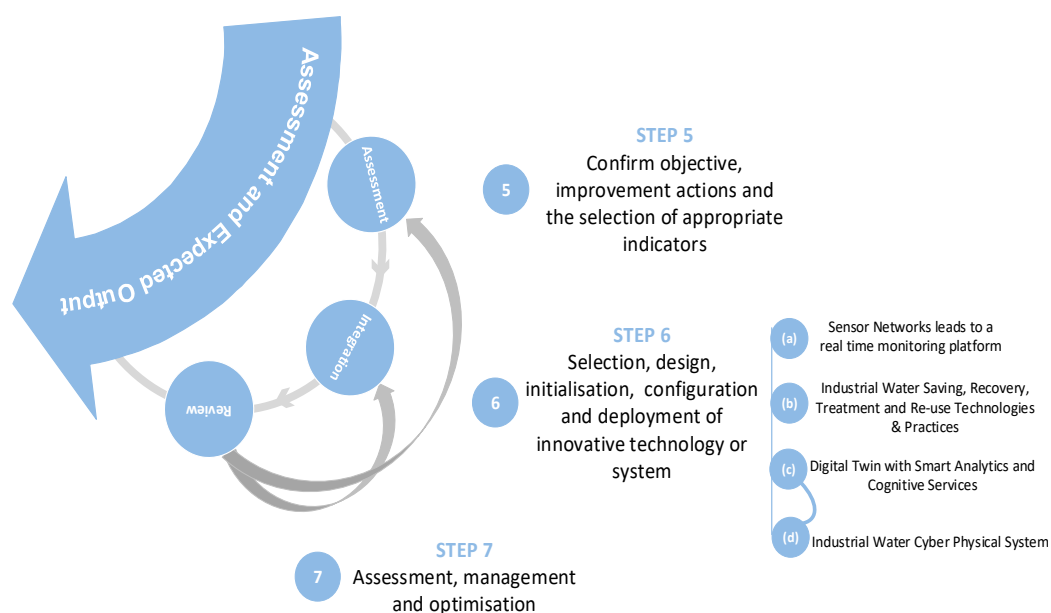 Assessment and Expected Output
Assessment
Integration
Review
5
STEP 5
Confirm objective,
improvement actions and
the selection of appropriate
indicators
6
STEP 6
Selection, design,
initialisation, configuration
and deployment of
innovative technology or
system
(a)
Sensor Networks leads to a
real time monitoring platform
(b)
Industrial Water Saving, Recovery,
Treatment and Re-use Technologies
& Practices
(c)
Digital Twin with Smart Analytics and
Cognitive Services
(d)
Industrial Water Cyber Physical System
7
STEP 7
Assessment, management
and optimisation